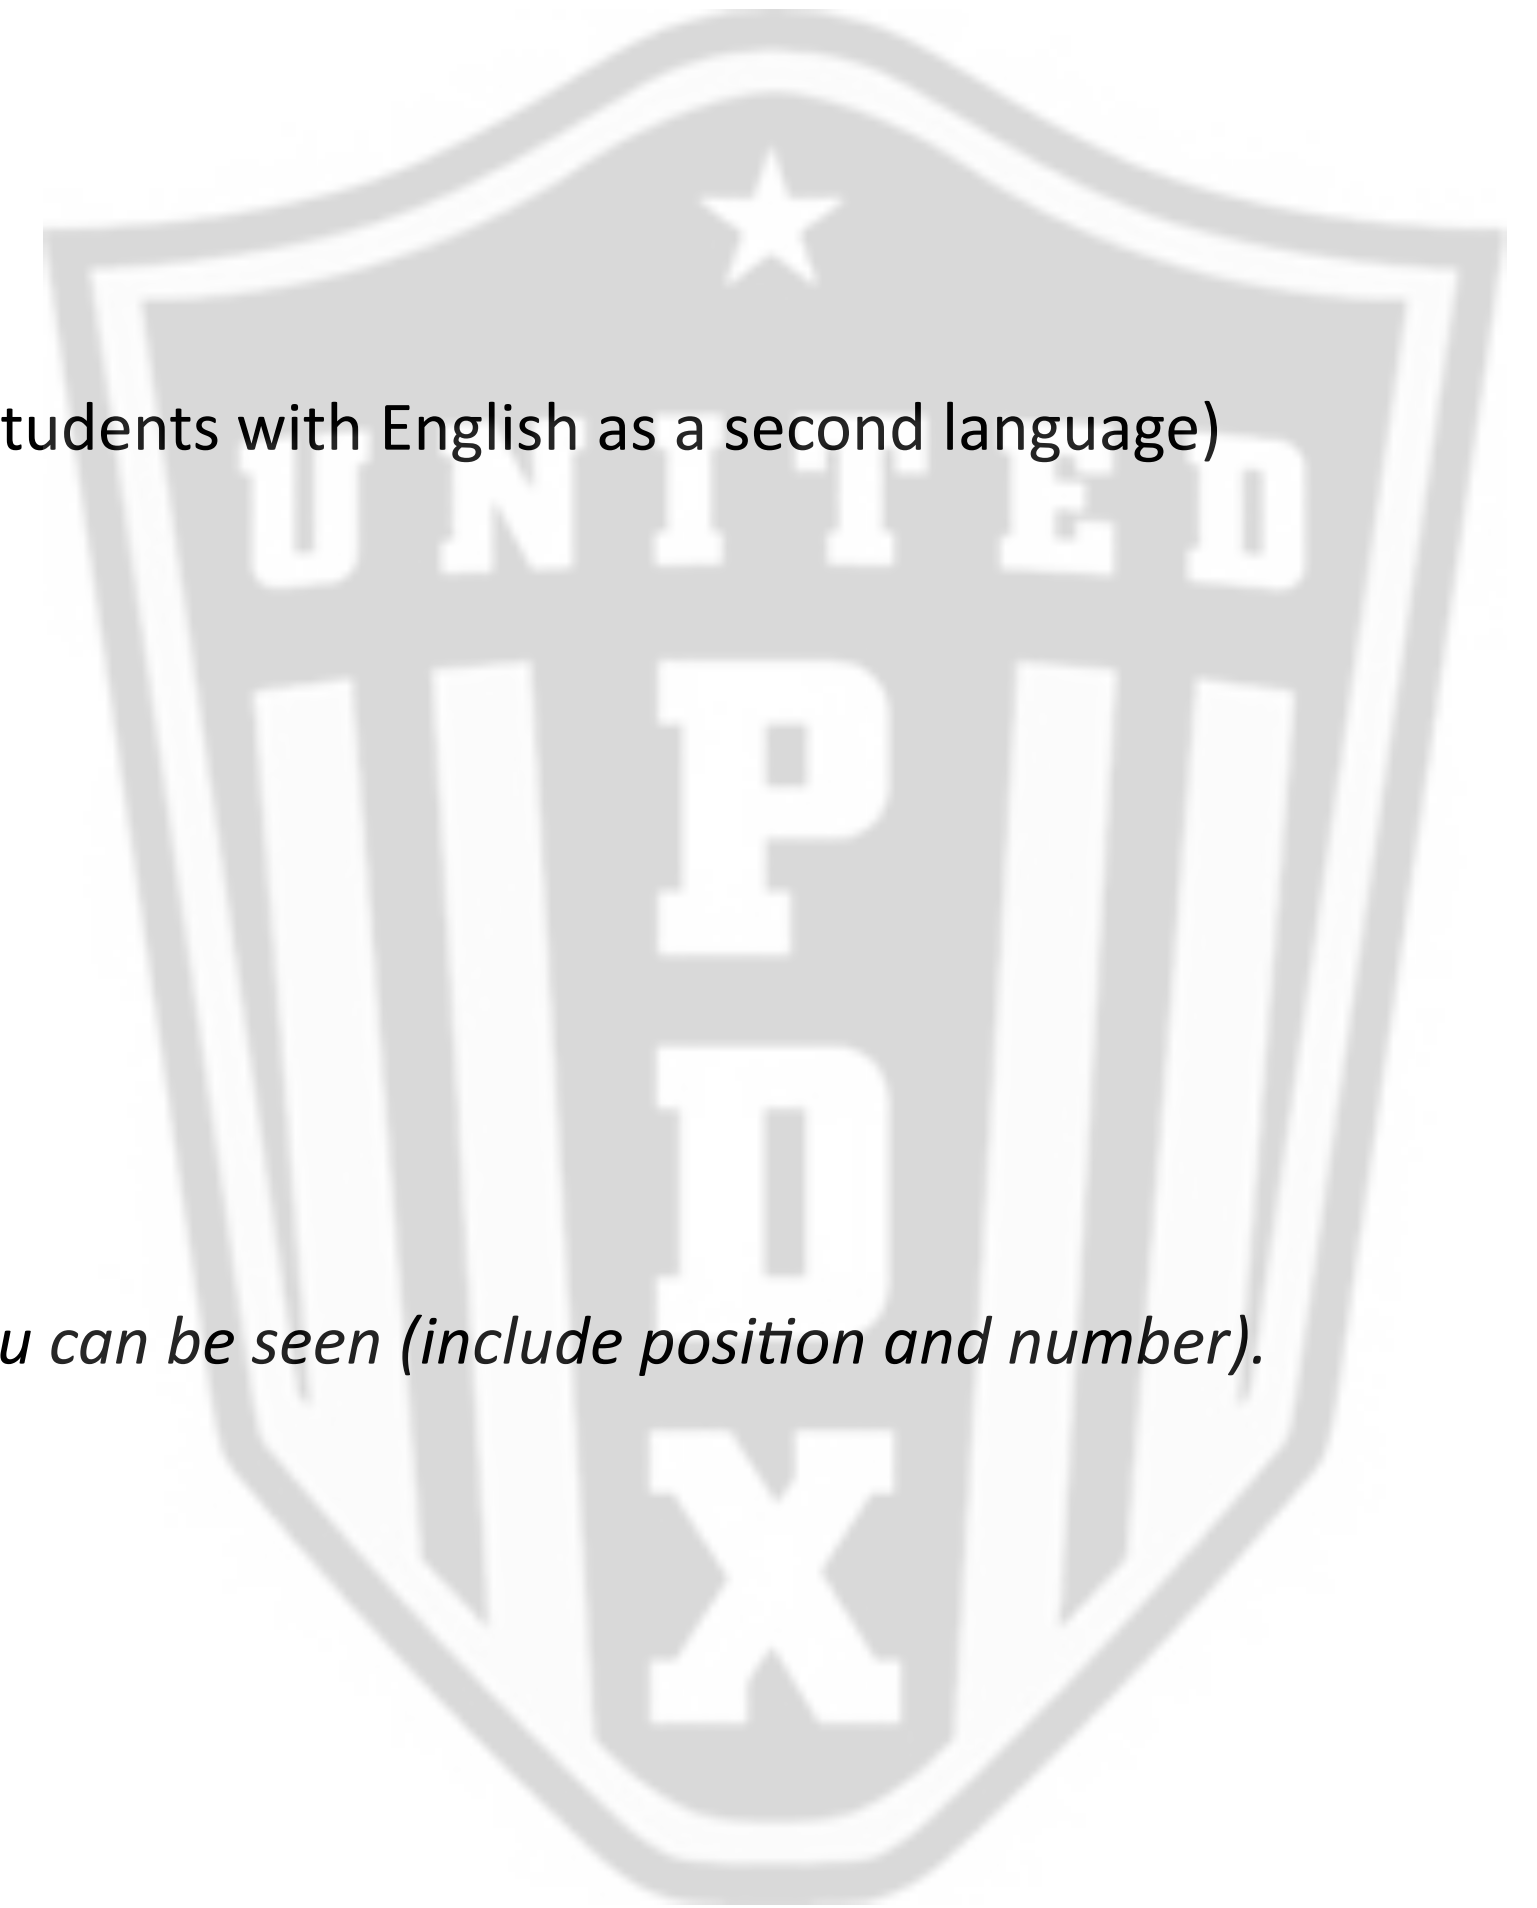 tudents with English as a second language)
UNITED
u can be seen (include position and number).
P
D
X